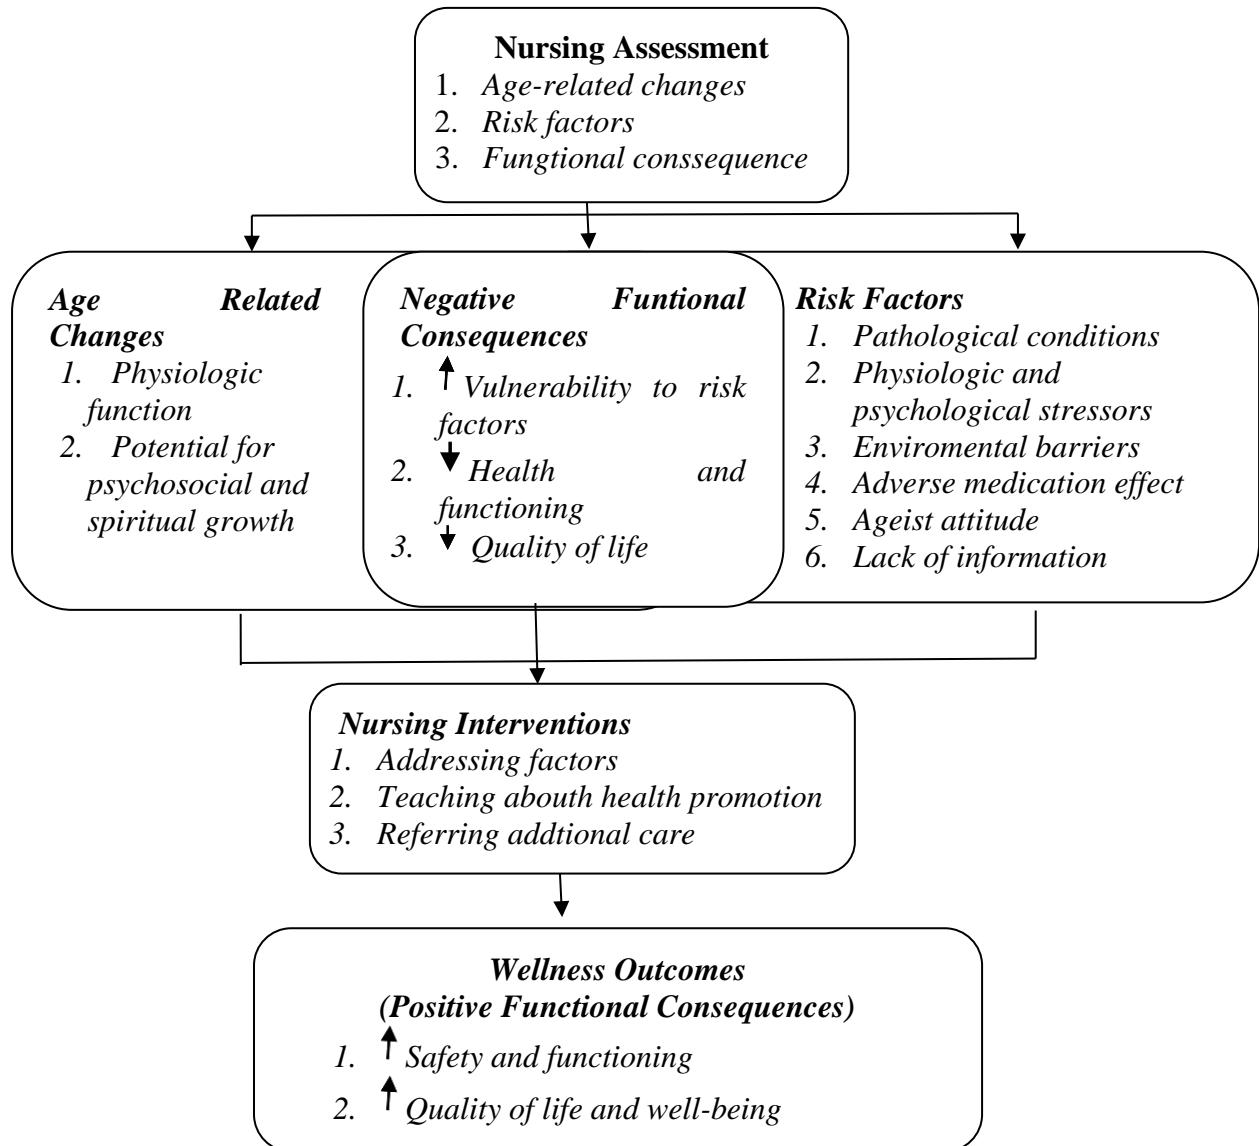 Nursing Assessment
1. Age-related changes
2. Risk factors
3. Fungtional conssequence
Age Related
Changes
1. Physiologic
function
2. Potential for
psychosocial and
spiritual growth
Negative Funtional
Consequences
1. ↑ Vulnerability to risk
factors
2. ↓ Health and
functioning
3. ↓ Quality of life
Risk Factors
1. Pathological conditions
2. Physiologic and
psychological stressors
3. Enviromental barriers
4. Adverse medication effect
5. Ageist attitude
6. Lack of information
Nursing Interventions
1. Addressing factors
2. Teaching abouth health promotion
3. Referring addtional care
Wellness Outcomes
(Positive Functional Consequences)
1. ↑ Safety and functioning
2. ↑ Quality of life and well-being